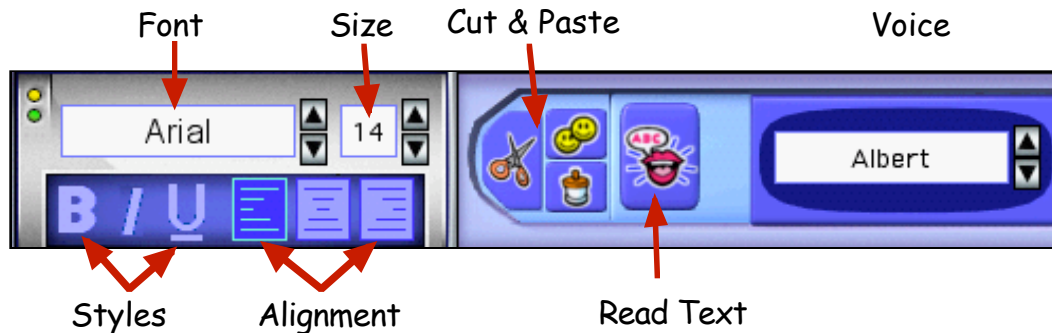 Font
Size
Cut & Paste
Voice
Arial
14
ABC
Albert
B I U
Styles
Alignment
Read Text